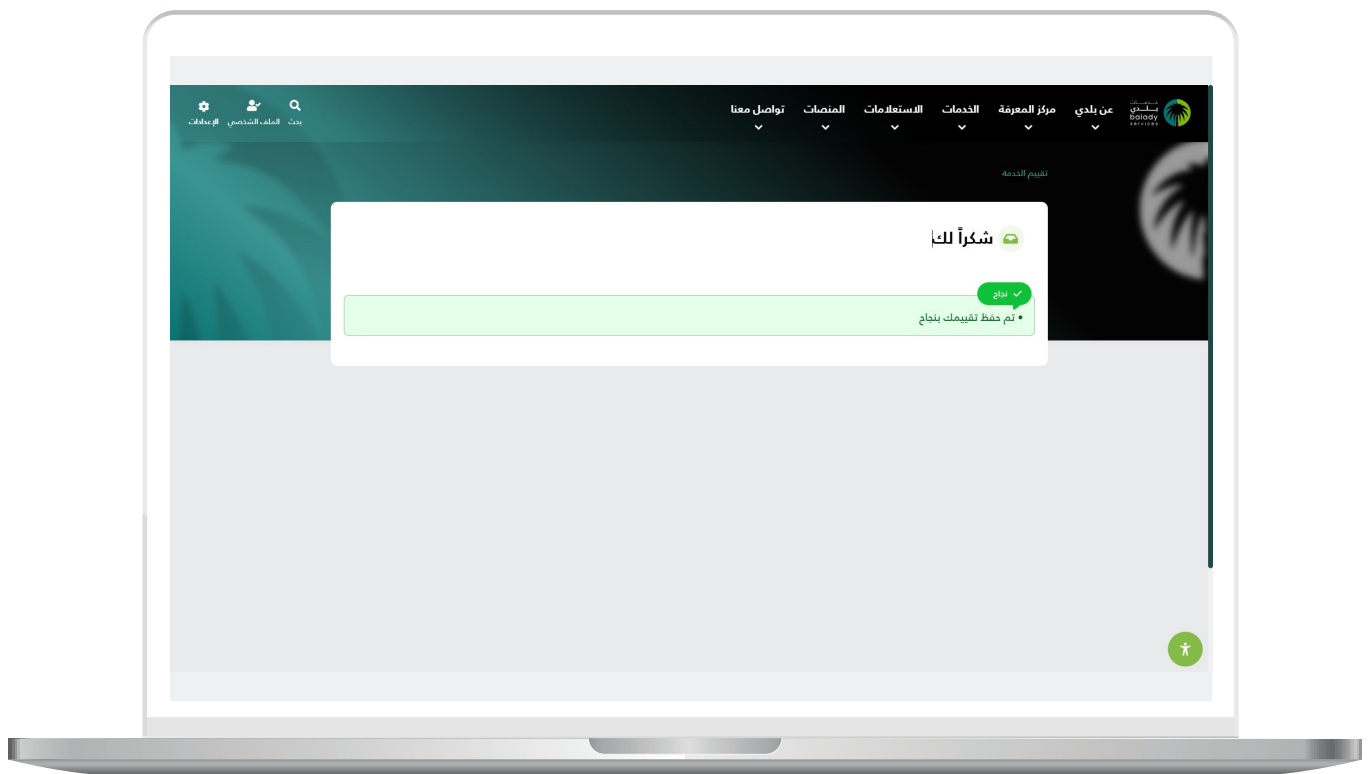 خدمات
بلدي
balady
services
عن بلدي
مركز المعرفة
الخدمات
الاستعلامات
المنصات
تواصل معنا
بحث
الملف الشخصي
الإعدادات
تقييم الخدمة
شكراً لك
نجاح
• تم حفظ تقييمك بنجاح